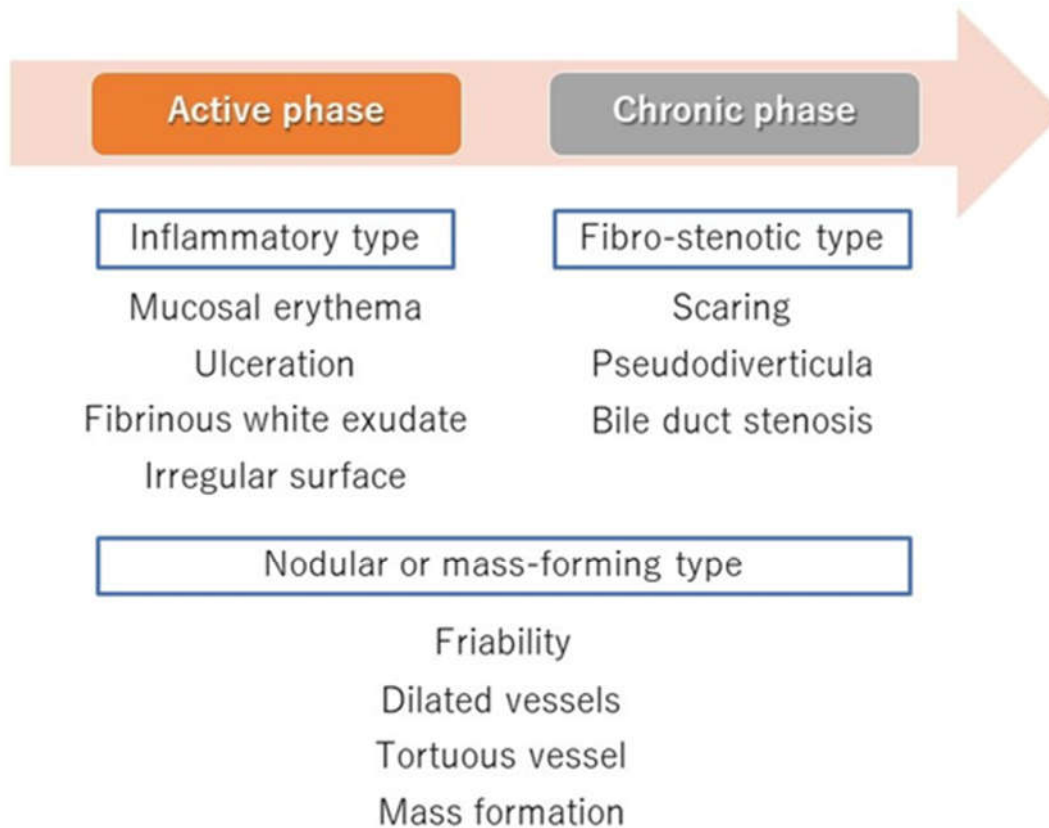 Active phase
Chronic phase
Inflammatory type
Mucosal erythema
Ulceration
Fibrinous white exudate
Irregular surface
Fibro-stenotic type
Scaring
Pseudodiverticula
Bile duct stenosis
Nodular or mass-forming type
Friability
Dilated vessels
Tortuous vessel
Mass formation